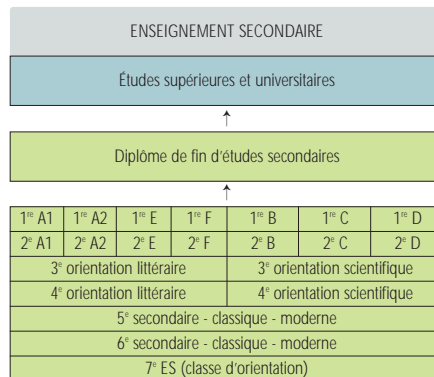 ENSEIGNEMENT SECONDAIRE
Études supérieures et universitaires
↑
Diplôme de fin d'études secondaires
↑
1re A1 1re A2 1re E 1re F 1re B 1re C 1re D
2e A1 2e A2 2e E 2e F 2e B 2e C 2e D
3e orientation littéraire 3e orientation scientifique
4e orientation littéraire 4e orientation scientifique
5e secondaire - classique - moderne
6e secondaire - classique - moderne
7e ES (classe d'orientation)